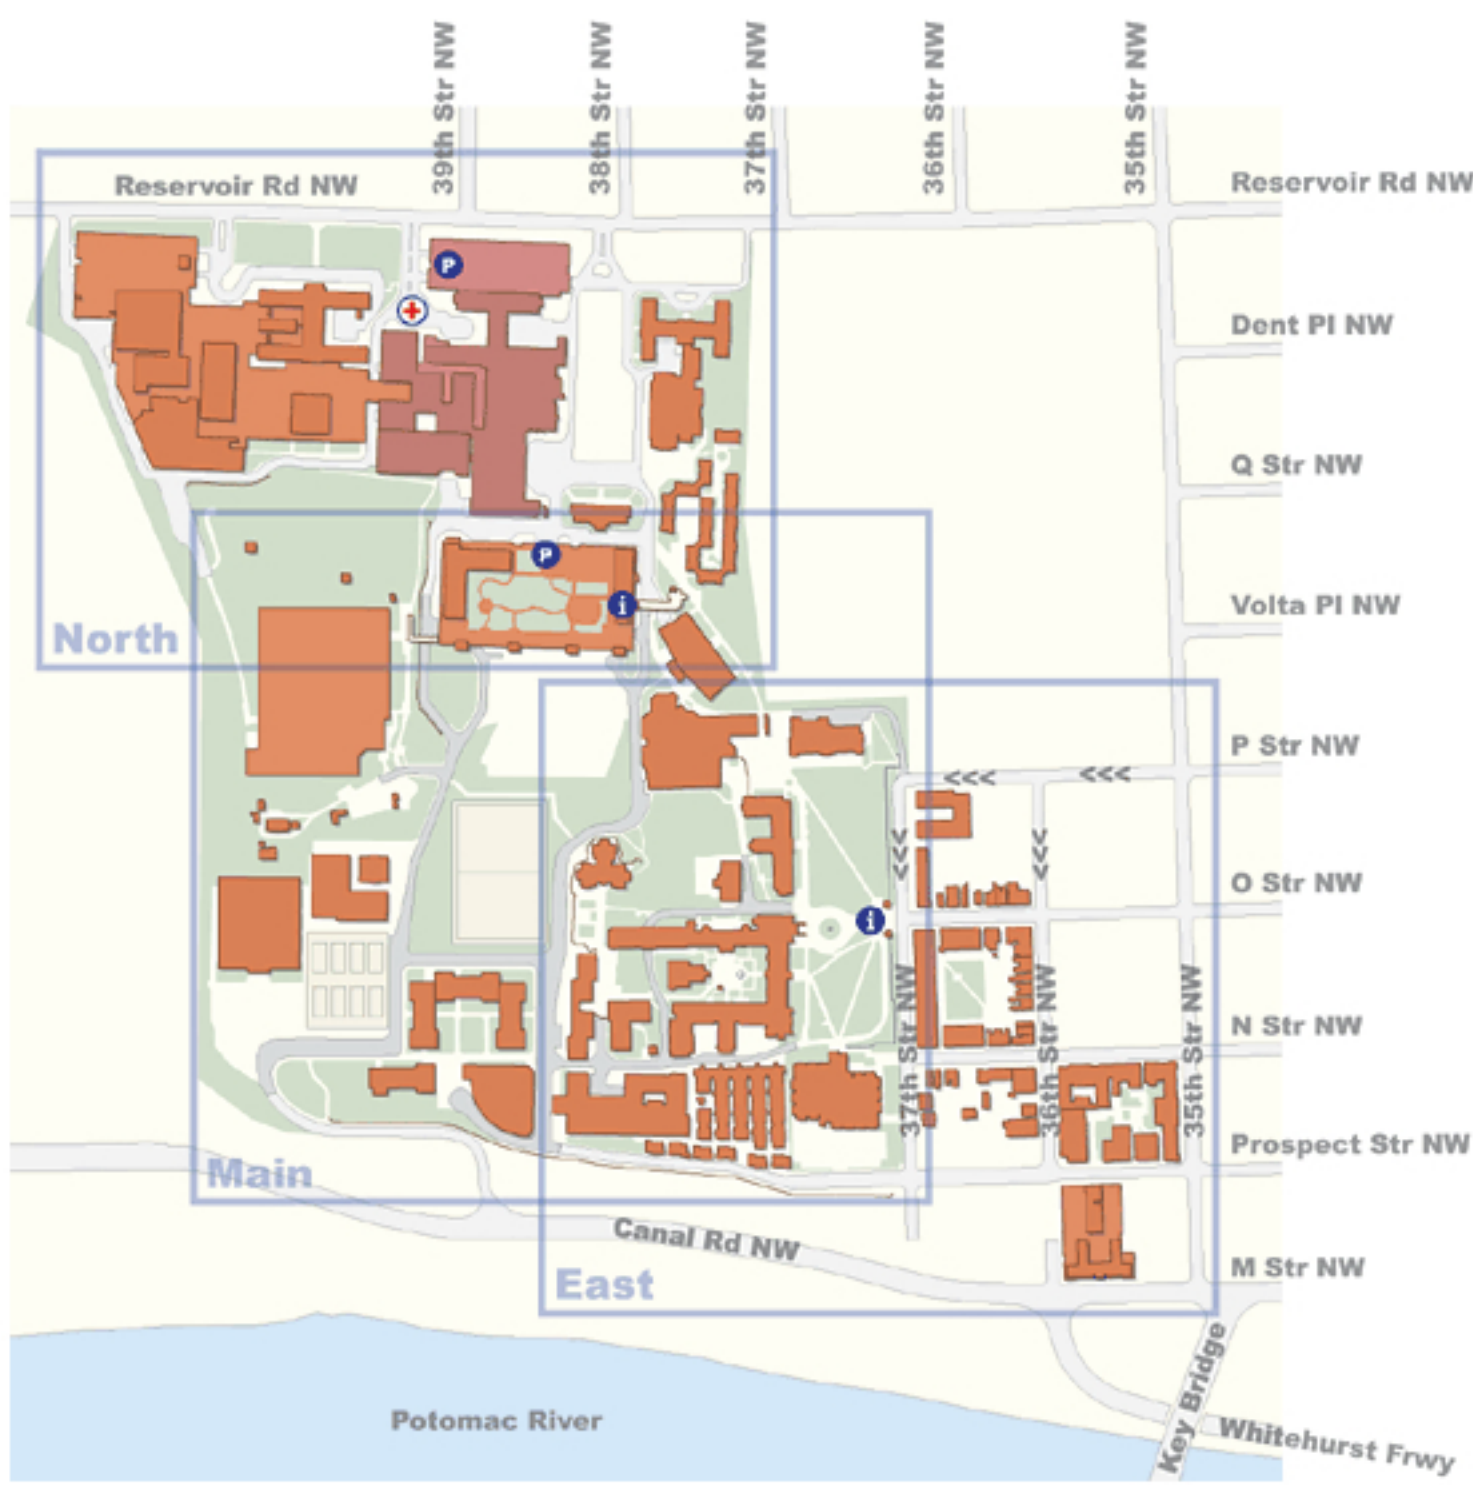 39th Str NW
38th Str NW
37th Str NW
36th Str NW
35th Str NW
Reservoir Rd NW
Reservoir Rd NW
P
Dent Pl NW
Q Str NW
P
i
Volta Pl NW
North
P Str NW
<<<
<<<
<<<
<<<
O Str NW
i
37th Str NW
36th Str NW
35th Str NW
N Str NW
Prospect Str NW
Main
Canal Rd NW
M Str NW
East
Key Bridge
Potomac River
Whitehurst Frwy